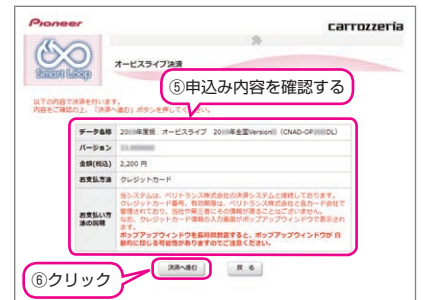 Pioneer
carrozzeria
Smart Loop
オービスライブ決済
⑤申込み内容を確認する
以下の内容で決済を行います。
内容をご確認の上、「決済へ進む」ボタンを押してください。
データ名称 20 年度版 オービスライブ 20 年全国Version (CNAD-OP DL)
バージョン
金額(税込) 2,200 円
お支払方法 クレジットカード
お支払い方法の説明
当システムは、ベリトランス株式会社の決済システムと接続しております。
クレジットカード番号、有効期限は、ベリトランス株式会社と各カード会社で
管理されており、当社や第三者にその情報が渡ることはございません。
なお、クレジットカード情報の入力画面がポップアップウィンドウで表示され
ます。
ポップアップウィンドウを長時間放置すると、ポップアップウィンドウが 自
動的に閉じる可能性がありますのでご注意ください。
⑥クリック
決済へ進む
戻 る